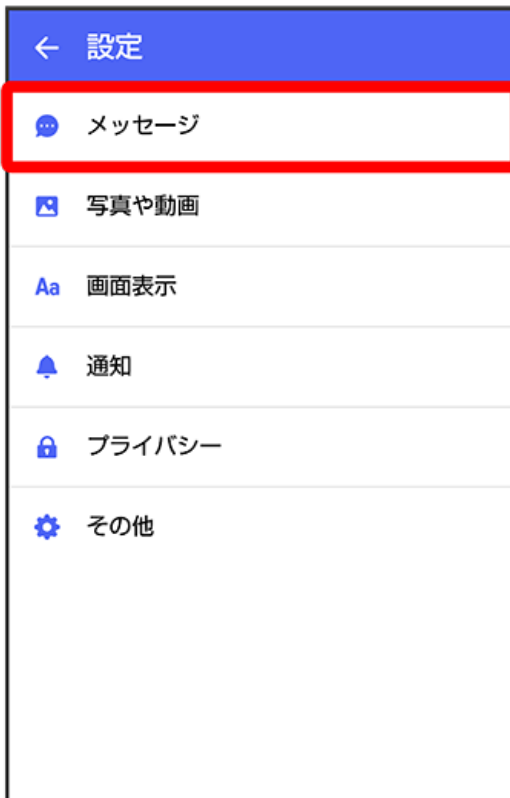 設定
メッセージ
写真や動画
Aa 画面表示
通知
プライバシー
その他